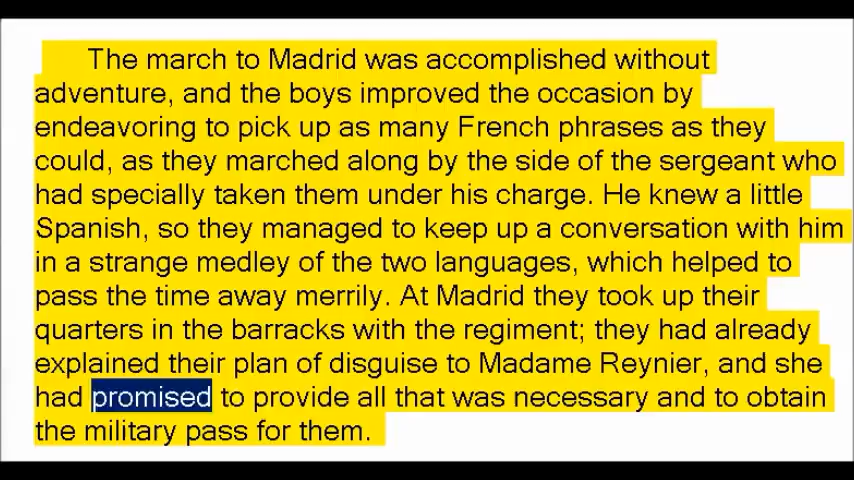 The march to Madrid was accomplished without
adventure, and the boys improved the occasion by
endeavoring to pick up as many French phrases as they
could, as they marched along by the side of the sergeant who
had specially taken them under his charge. He knew a little
Spanish, so they managed to keep up a conversation with him
in a strange medley of the two languages, which helped to
pass the time away merrily. At Madrid they took up their
quarters in the barracks with the regiment; they had already
explained their plan of disguise to Madame Reynier, and she
had promised to provide all that was necessary and to obtain
the military pass for them.